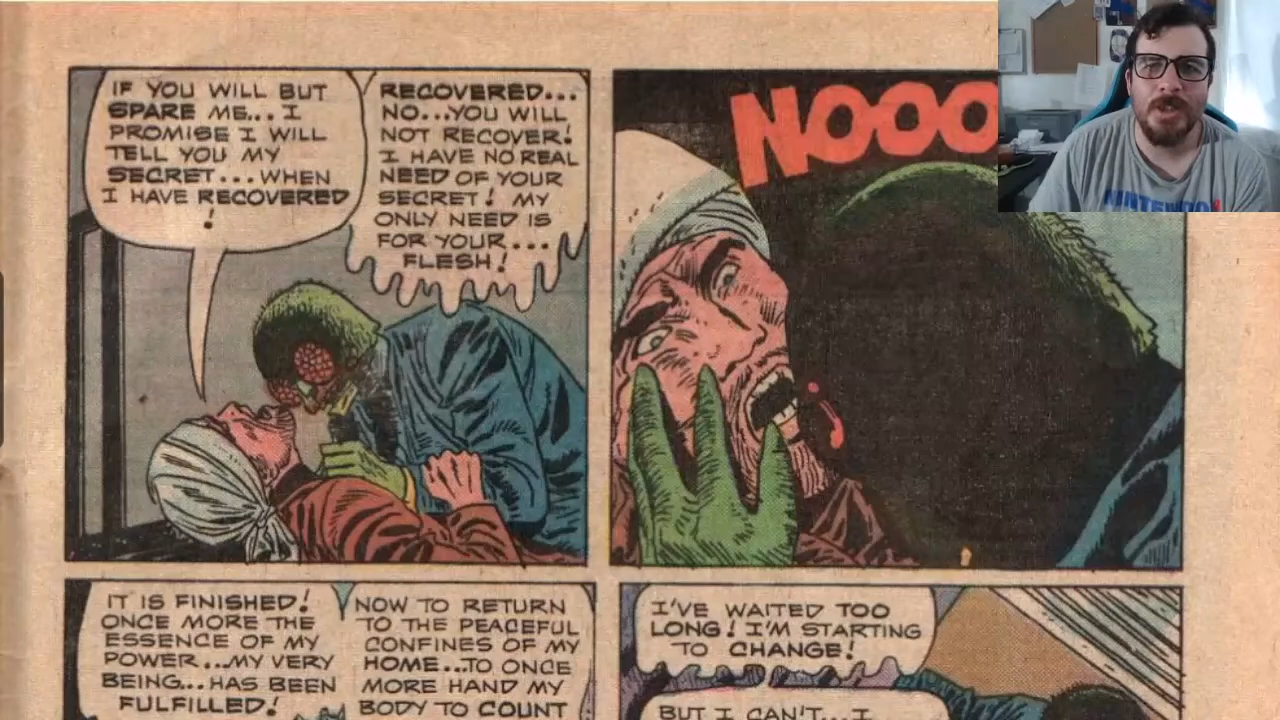 IF YOU WILL BUT
SPARE ME... I
PROMISE I WILL
TELL YOU MY
SECRET... WHEN
I HAVE RECOVERED
!
RECOVERED...
NO...YOU WILL
NOT RECOVER!
I HAVE NO REAL
NEED OF YOUR
SECRET! MY
ONLY NEED IS
FOR YOUR...
FLESH!
NOOO
NINTENDO
IT IS FINISHED!
ONCE MORE THE
ESSENCE OF MY
POWER...MY VERY
BEING...HAS BEEN
FULFILLED!
NOW TO RETURN
TO THE PEACEFUL
CONFINES OF MY
HOME...TO ONCE
MORE HAND MY
BODY TO COUNT
I'VE WAITED TOO
LONG! I'M STARTING
TO CHANGE!
BUT I CAN'T... I